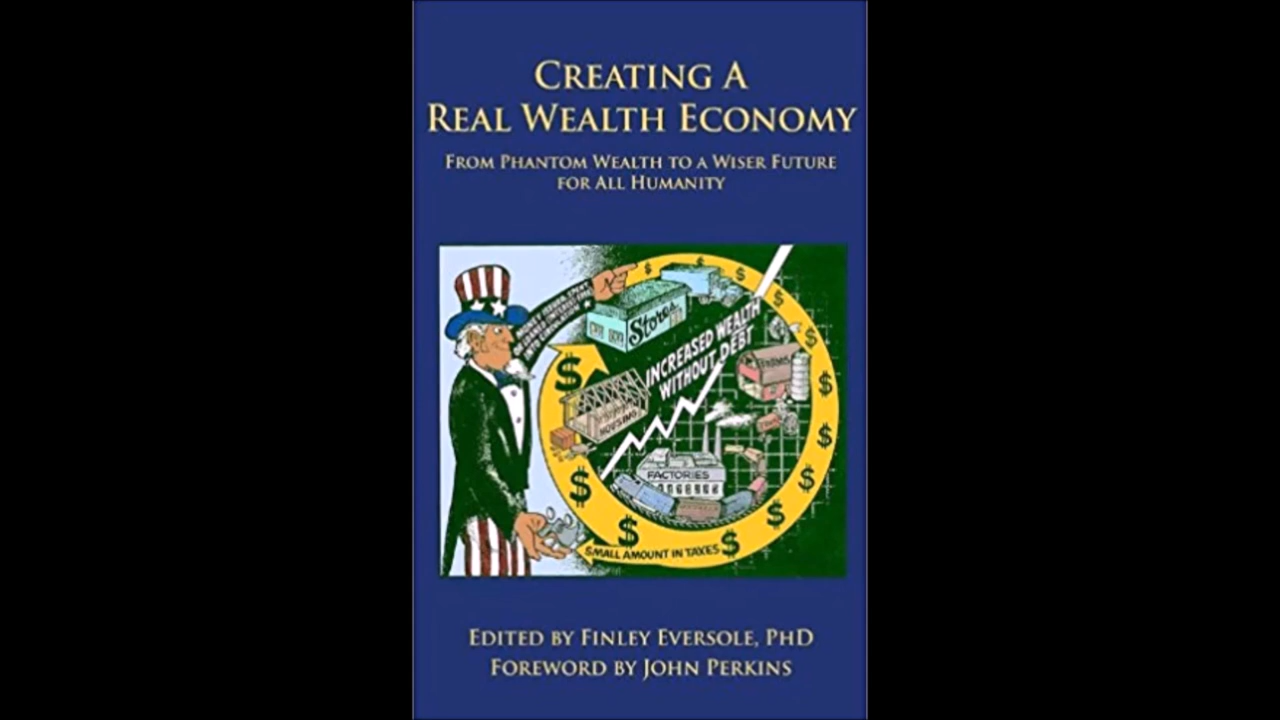 CREATING A
REAL WEALTH ECONOMY
FROM PHANTOM WEALTH TO A WISER FUTURE
FOR ALL HUMANITY
Stores
INCREASED WEALTH
WITHOUT DEBT
HOUSING
FACTORIES
SMALL AMOUNT IN TAXES
$
$
$
$
$
$
$
$
$
$
$
$
EDITED BY FINLEY EVERSOLE, PHD
FOREWORD BY JOHN PERKINS